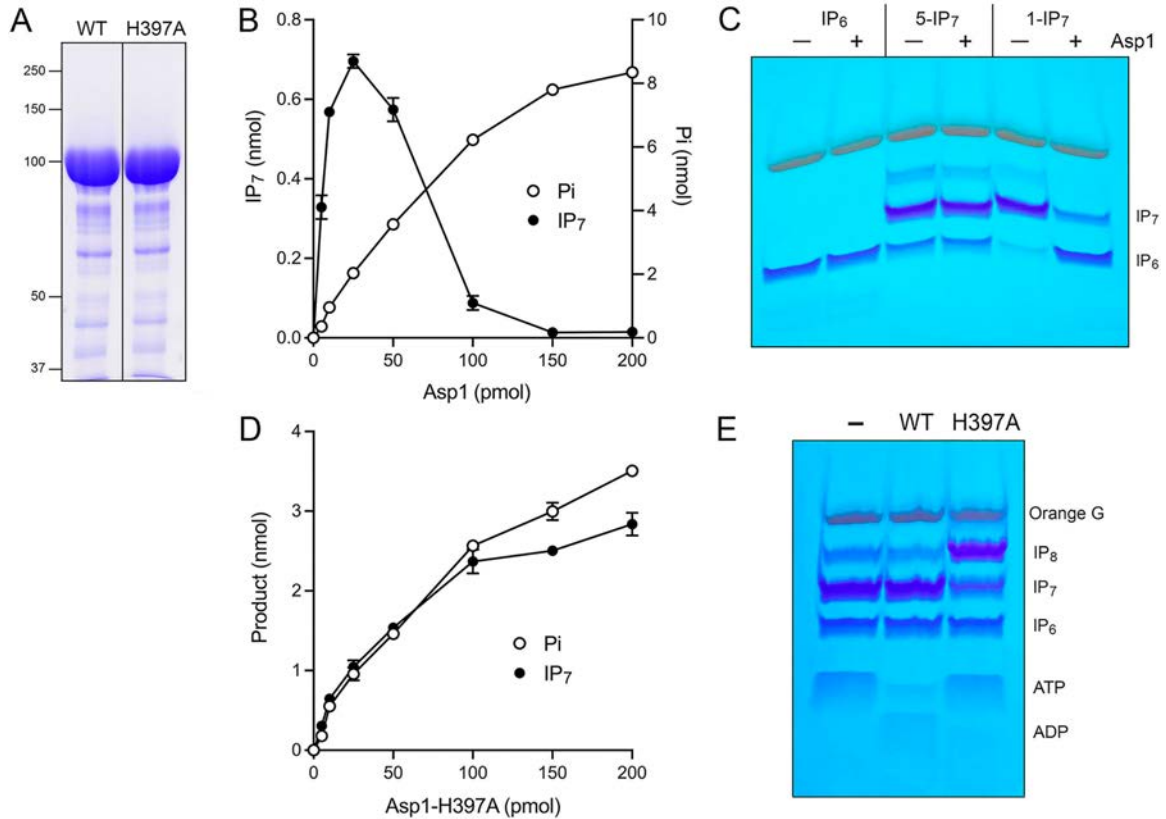 A
WT H397A
250
150
100
50
37
B
0.8
0.6
0.4
0.2
0.0
IP7 (nmol)
10
8
6
4
2
0
Pi (nmol)
Pi
IP7
0 50 100 150 200
Asp1 (pmol)
C
IP6 5-IP7 1-IP7
— + — + — + Asp1
IP7
IP6
D
4
3
2
1
0
Product (nmol)
Pi
IP7
0 50 100 150 200
Asp1-H397A (pmol)
E
– WT H397A
Orange G
IP8
IP7
IP6
ATP
ADP